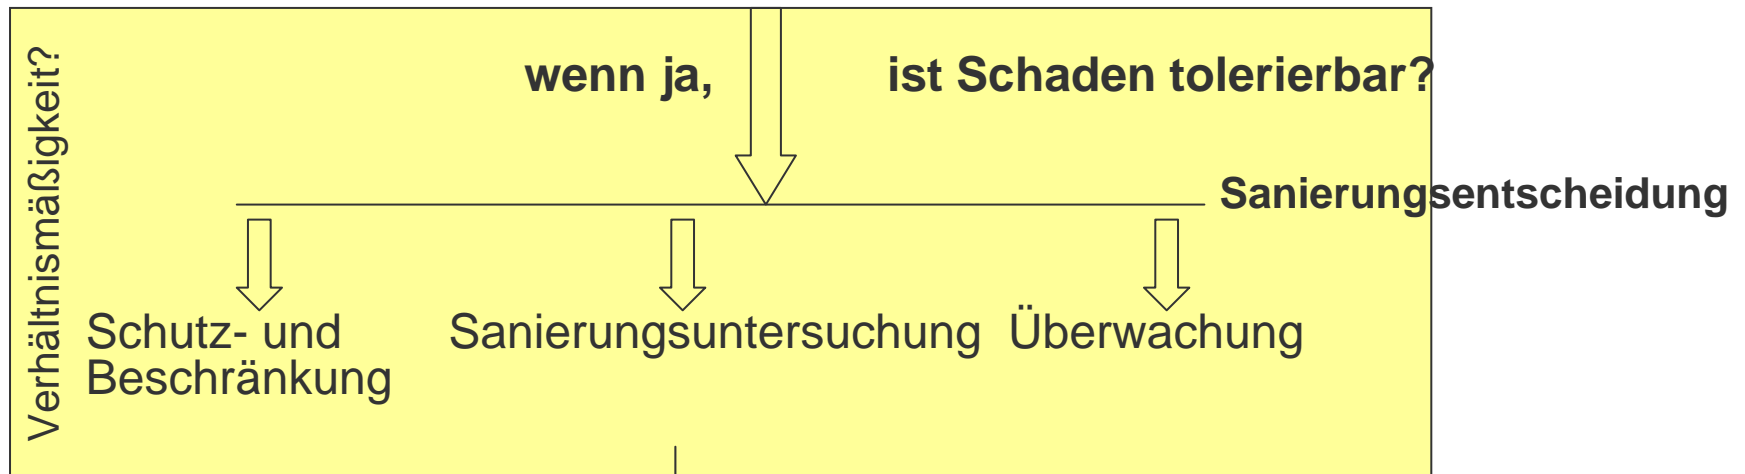 Verhältnismäßigkeit?
wenn ja,
ist Schaden tolerierbar?
Sanierungsentscheidung
Schutz- und
Beschränkung
Sanierungsuntersuchung
Überwachung